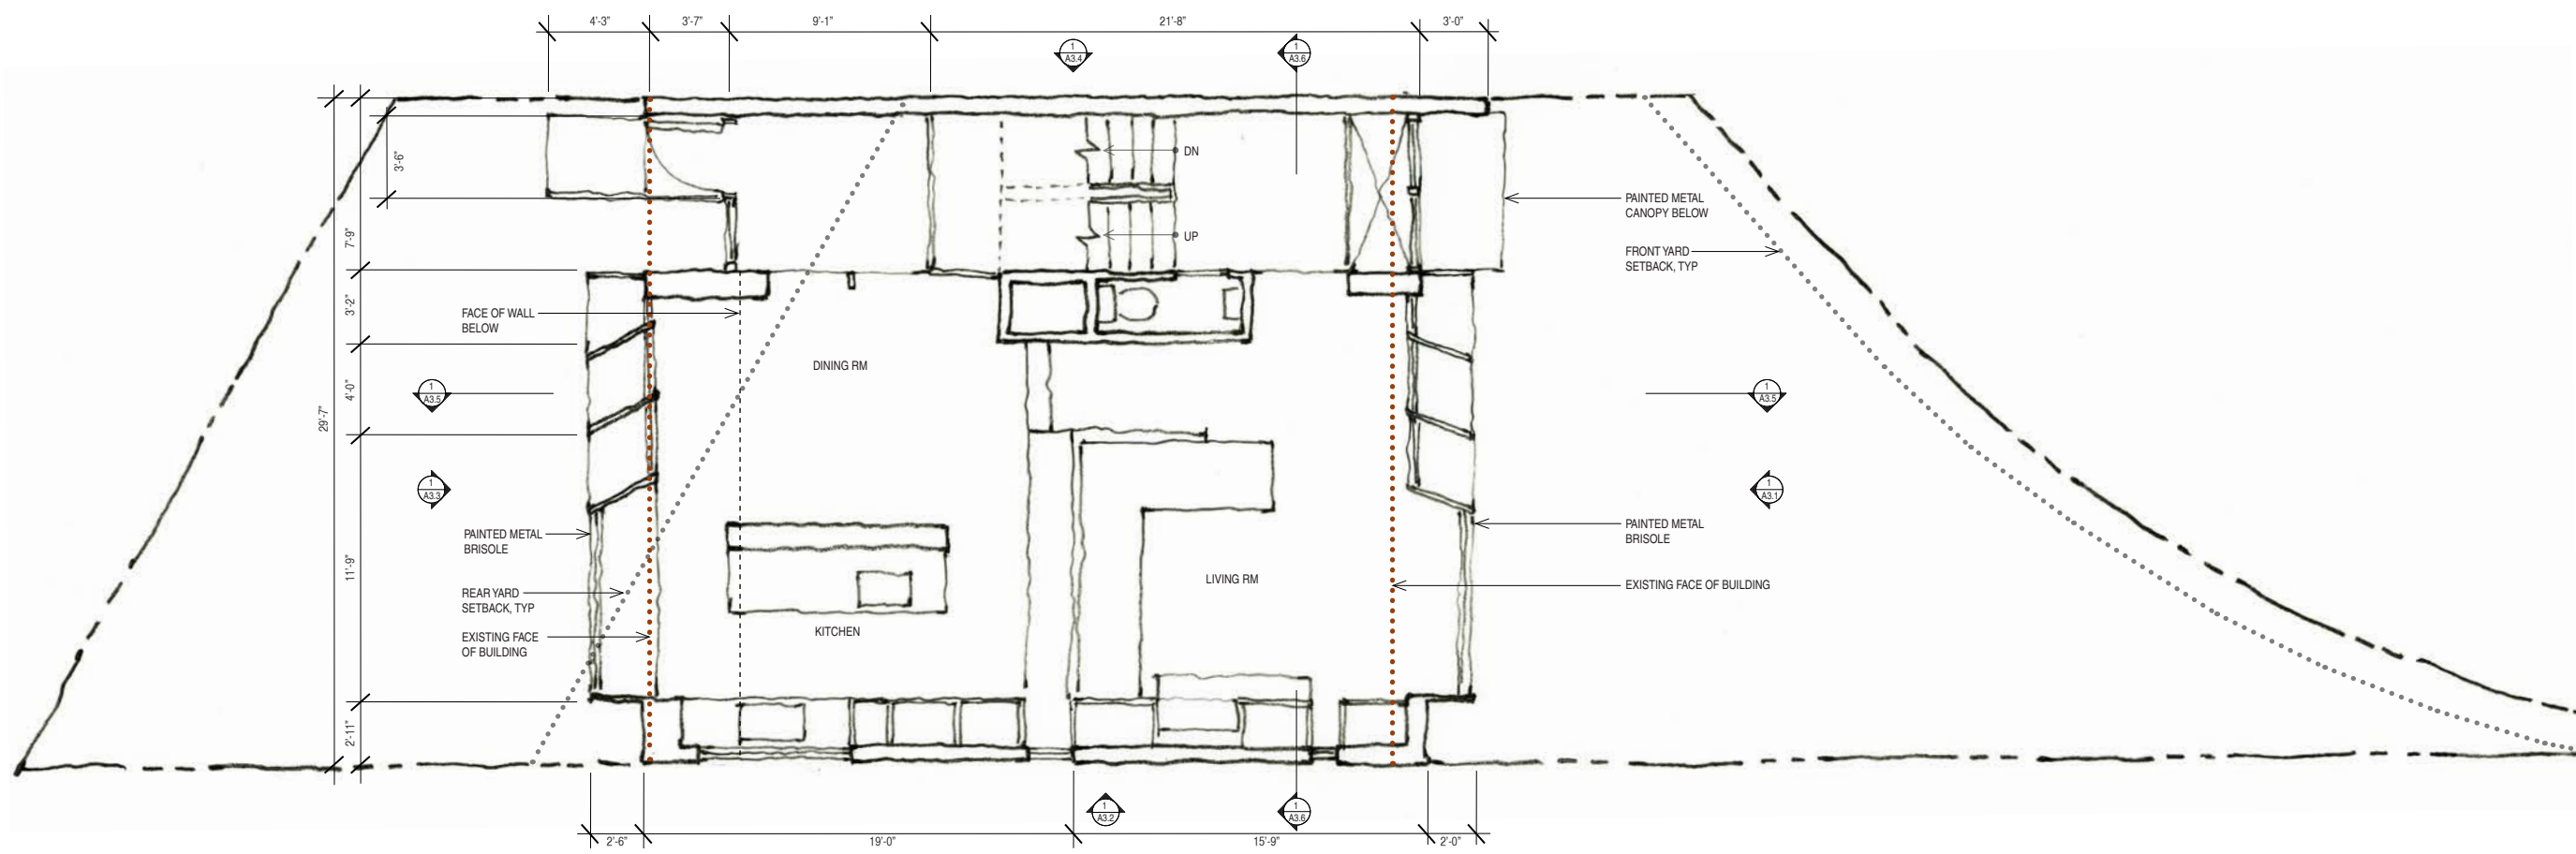 4'-3"
3'-7"
9'-1"
21'-8"
3'-0"
1
A3.4
1
A3.6
3'-6"
DN
UP
PAINTED METAL
CANOPY BELOW
FRONT YARD
SETBACK, TYP
7'-9"
3'-2"
FACE OF WALL
BELOW
DINING RM
4'-0"
29'-7"
1
A3.5
1
A3.5
1
A3.3
1
A3.1
PAINTED METAL
BRISOLE
PAINTED METAL
BRISOLE
11'-9"
REAR YARD
SETBACK, TYP
LIVING RM
EXISTING FACE OF BUILDING
KITCHEN
EXISTING FACE
OF BUILDING
2'-11"
1
A3.2
1
A3.6
2'-6"
19'-0"
15'-9"
2'-0"